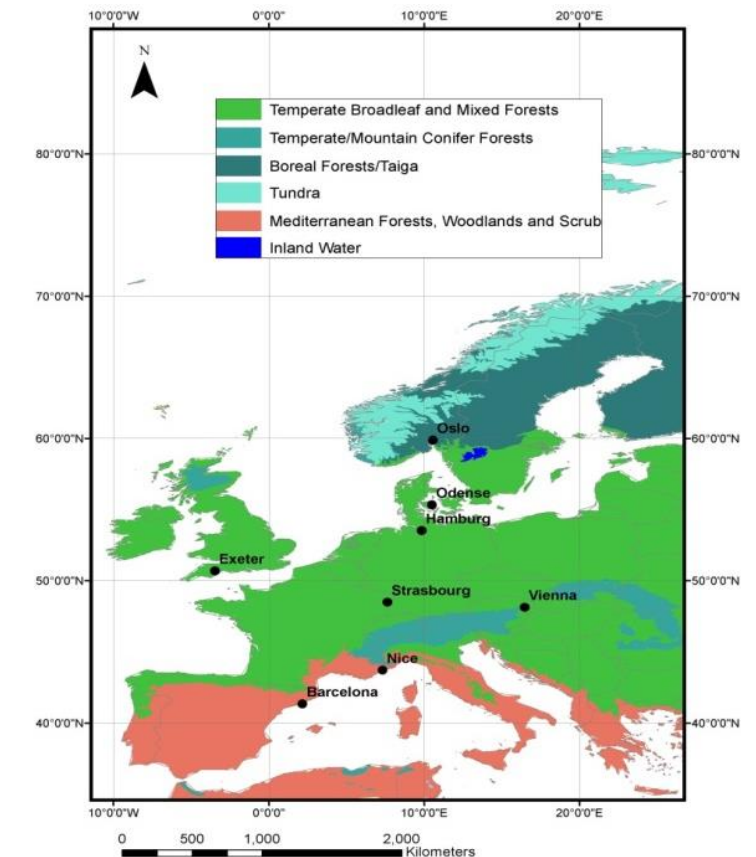 10°0'0"W 0°0'0" 10°0'0"E 20°0'0"E
N
Temperate Broadleaf and Mixed Forests
Temperate/Mountain Conifer Forests
Boreal Forests/Taiga
Tundra
Mediterranean Forests, Woodlands and Scrub
Inland Water
80°0'0"N 80°0'0"N
70°0'0"N 70°0'0"N
60°0'0"N 60°0'0"N
Oslo
Odense
Hamburg
Exeter
50°0'0"N 50°0'0"N
Strasbourg
Vienna
Nice
Barcelona
40°0'0"N 40°0'0"N
10°0'0"W 0°0'0" 10°0'0"E 20°0'0"E
0 500 1,000 2,000
Kilometers